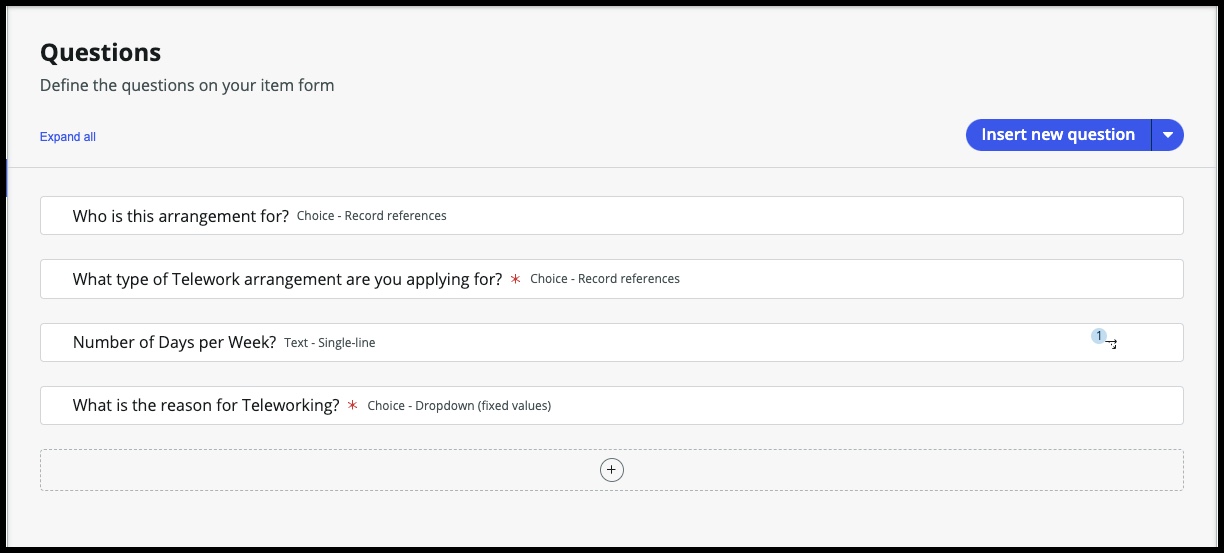 Questions
Define the questions on your item form
Expand all
Insert new question
Who is this arrangement for? Choice - Record references
What type of Telework arrangement are you applying for? * Choice - Record references
Number of Days per Week? Text - Single-line 1
What is the reason for Teleworking? * Choice - Dropdown (fixed values)